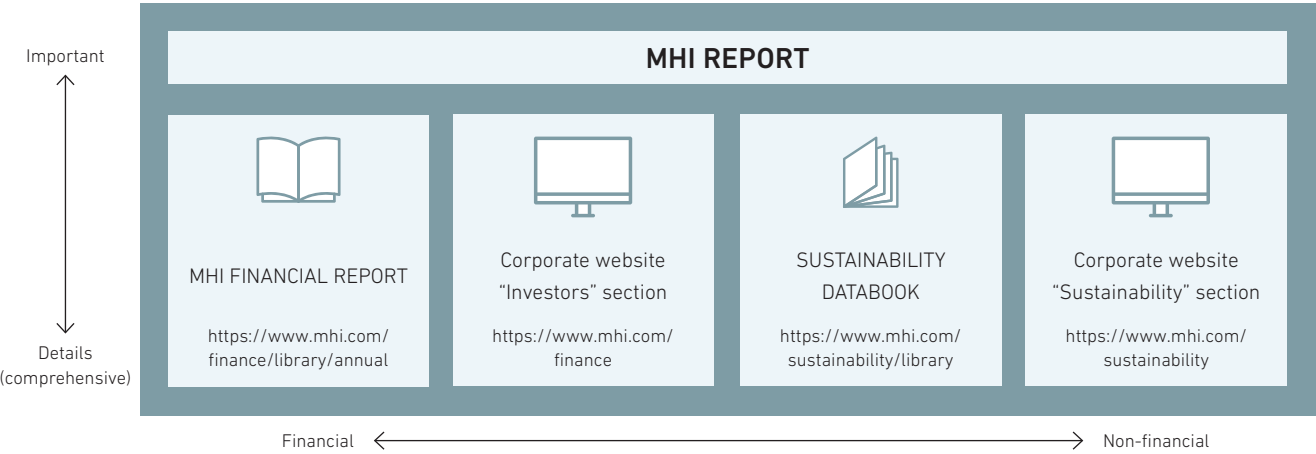 Important
MHI REPORT
MHI FINANCIAL REPORT
https://www.mhi.com/
finance/library/annual
Corporate website
“Investors” section
https://www.mhi.com/
finance
SUSTAINABILITY
DATABOOK
https://www.mhi.com/
sustainability/library
Corporate website
“Sustainability” section
https://www.mhi.com/
sustainability
Details
(comprehensive)
Financial
Non-financial